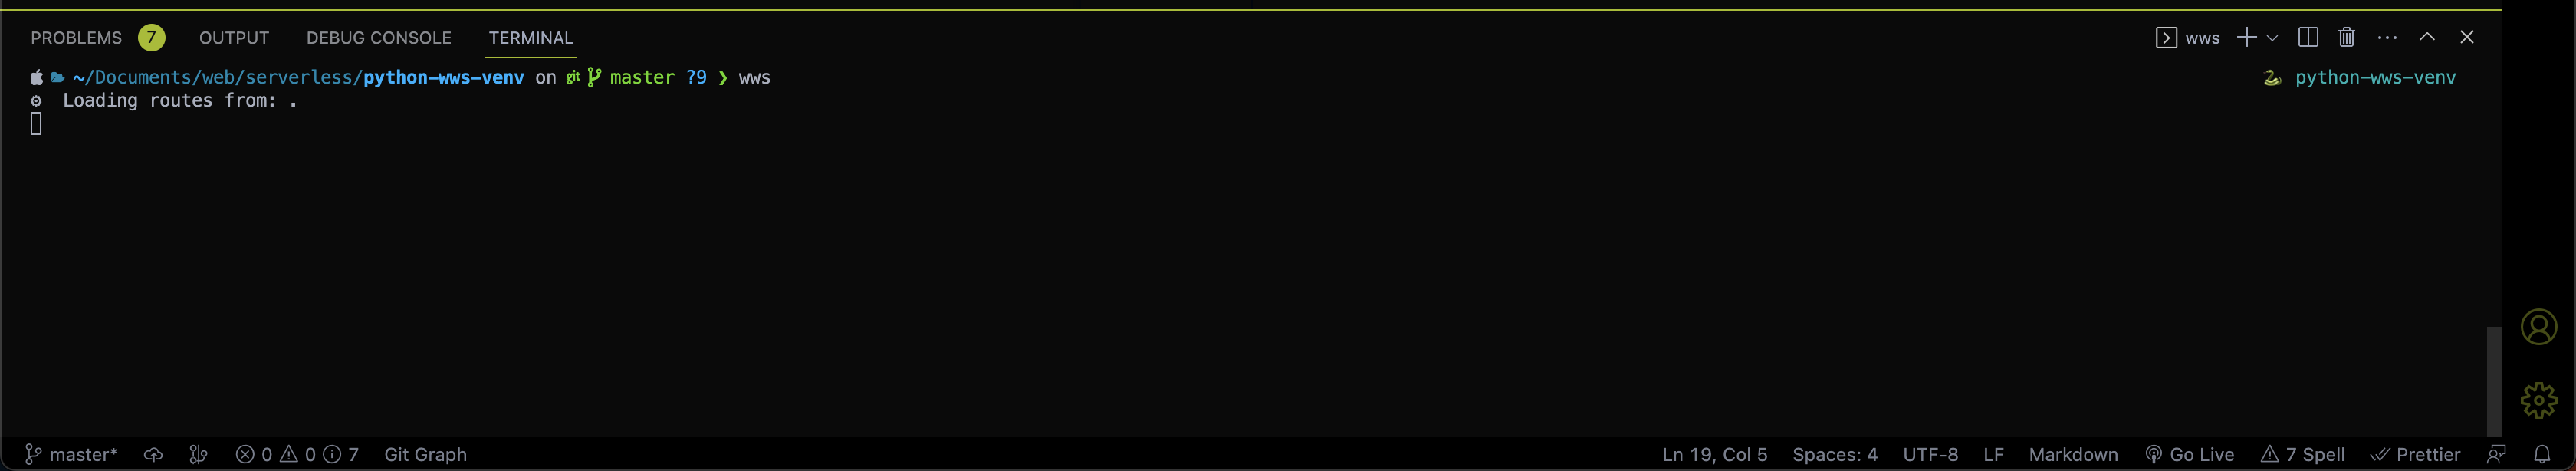 PROBLEMS 7 OUTPUT DEBUG CONSOLE TERMINAL wws
~/Documents/web/serverless/python-wws-venv on git master ?9 ❯ wws python-wws-venv
Loading routes from: .
master* 0 0 7 Git Graph Ln 19, Col 5 Spaces: 4 UTF-8 LF Markdown Go Live 7 Spell Prettier